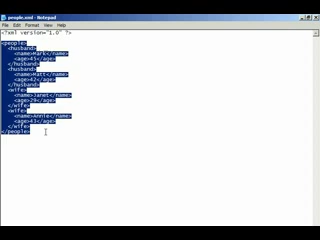 people.xml - Notepad
File Edit Format View Help
<?xml version="1.0" ?>
<people>
<husband>
<name>Mark</name>
<age>45</age>
</husband>
<husband>
<name>Matt</name>
<age>42</age>
</husband>
<wife>
<name>Janet</name>
<age>29</age>
</wife>
<wife>
<name>Annie</name>
<age>43</age>
</wife>
</people>